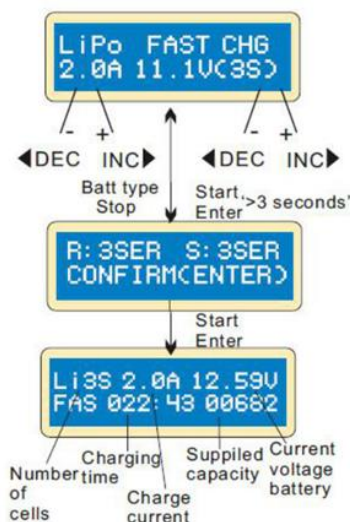 LiPo FAST CHG
2.0A 11.1V(3S)
- + - +
◀DEC INC▶ ◀DEC INC▶
Batt type
Stop
Start
Enter '>3 seconds'
R:3SER S:3SER
CONFIRM(ENTER)
Start
Enter
Li3S 2.0A 12.59V
FAS 022:43 00682
Number
of
cells
Charging
time
Charge
current
Suppiled
capacity
Current
voltage
battery